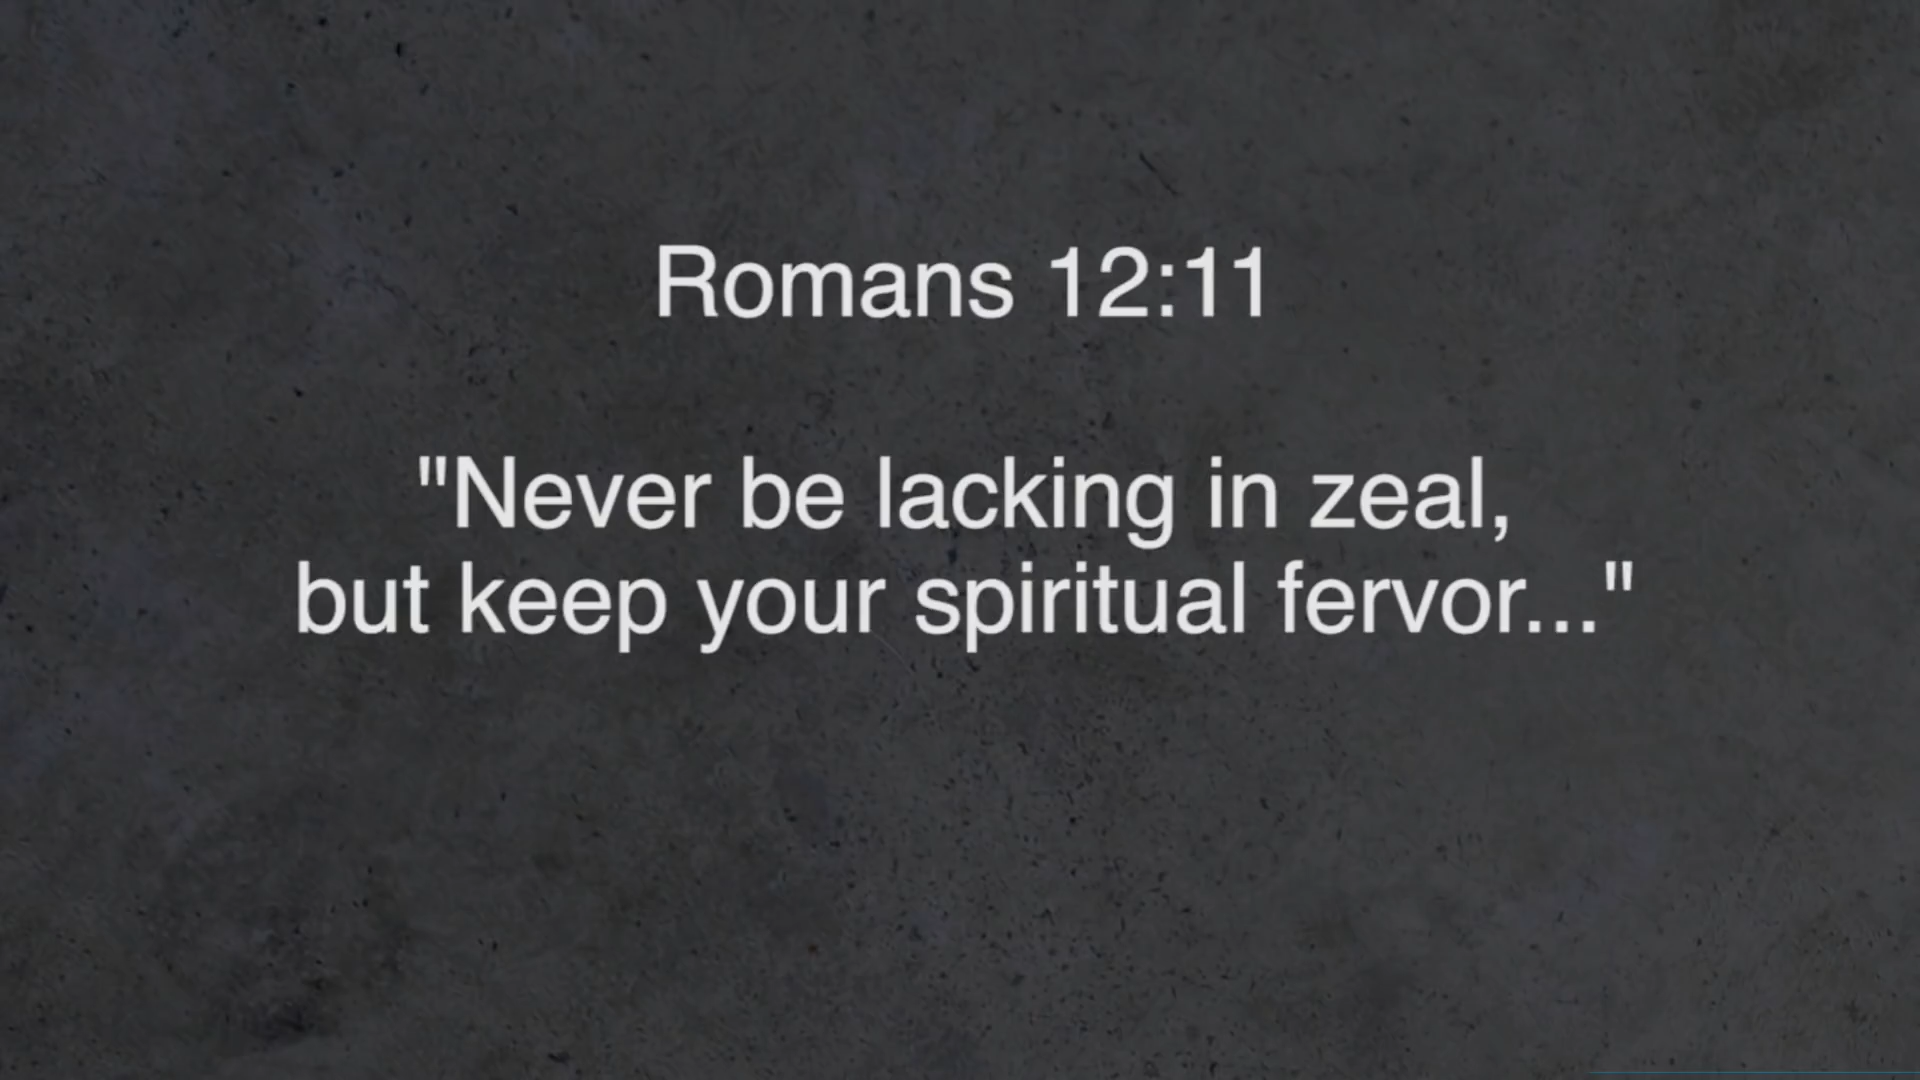 Romans 12:11
"Never be lacking in zeal,
but keep your spiritual fervor..."